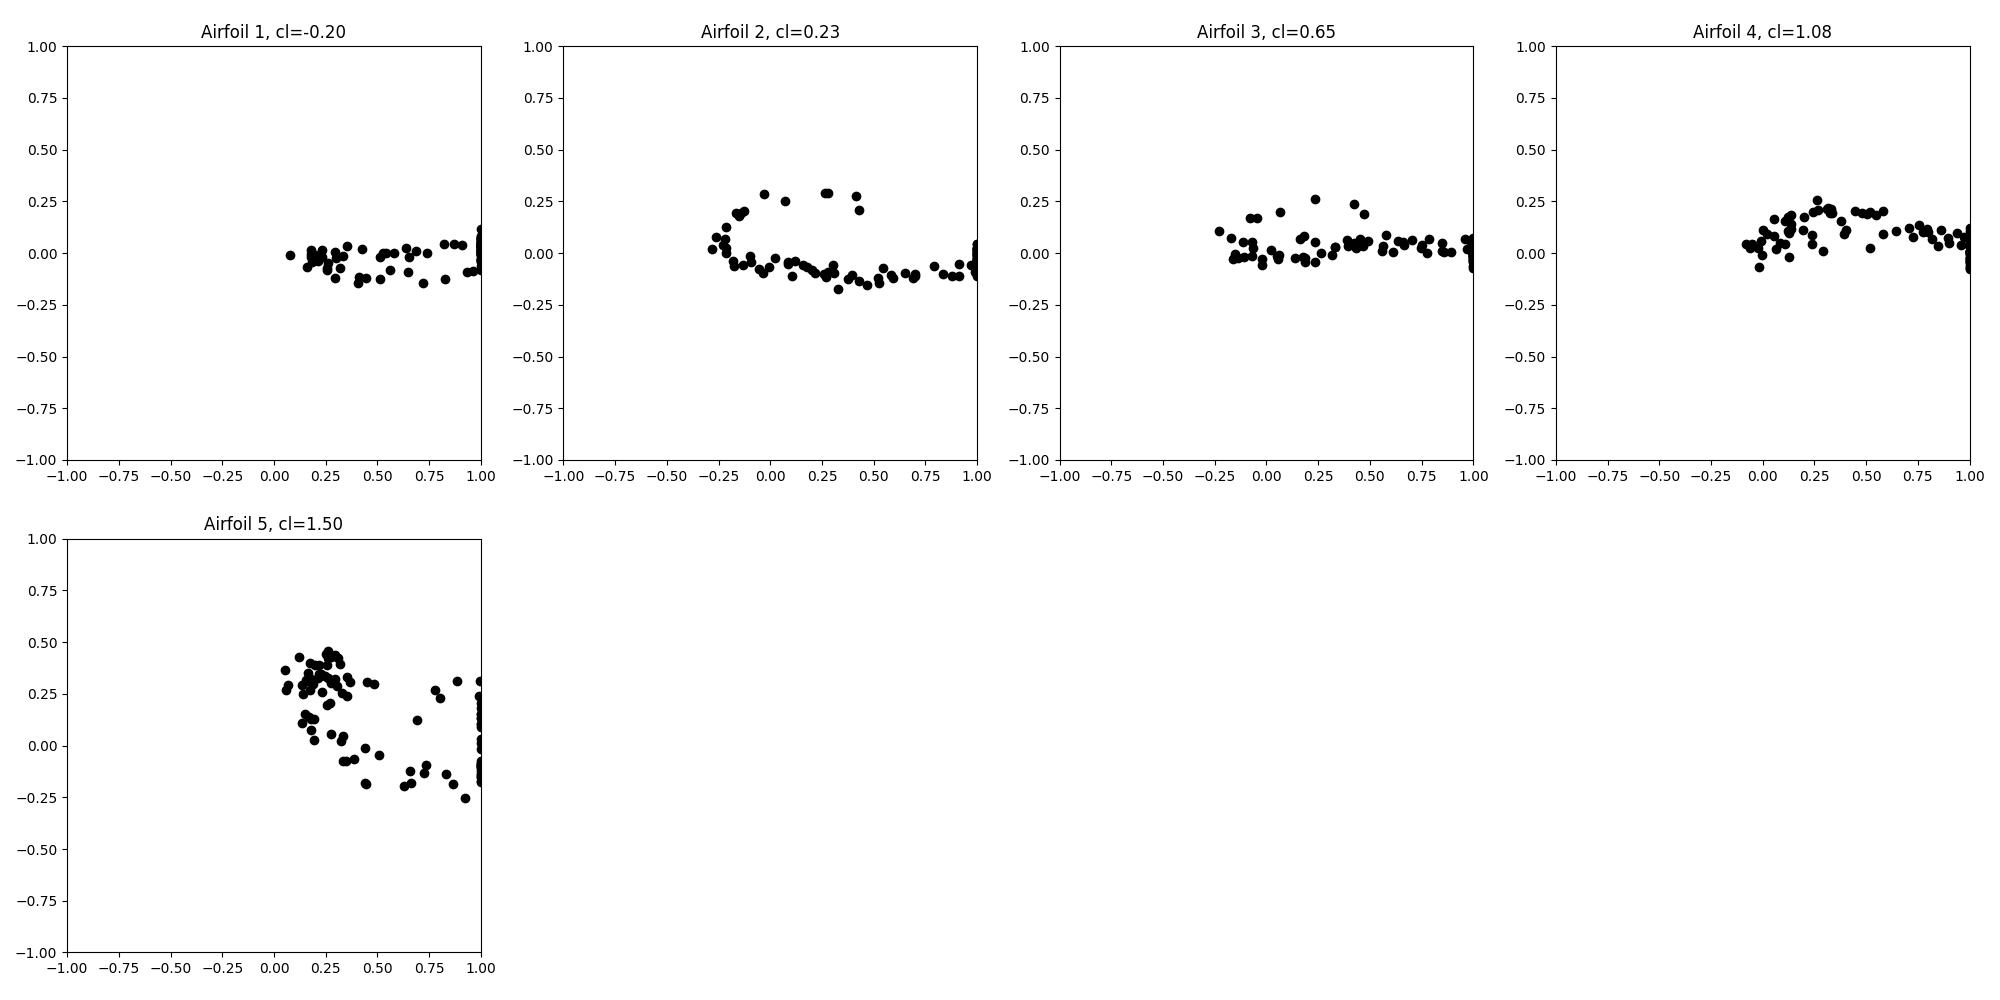 Airfoil 1, cl=-0.20
Airfoil 2, cl=0.23
Airfoil 3, cl=0.65
Airfoil 4, cl=1.08
1.00 1.00 1.00 1.00
0.75 0.75 0.75 0.75
0.50 0.50 0.50 0.50
0.25 0.25 0.25 0.25
0.00 0.00 0.00 0.00
−0.25 −0.25 −0.25 −0.25
−0.50 −0.50 −0.50 −0.50
−0.75 −0.75 −0.75 −0.75
−1.00 −1.00 −1.00 −1.00
−1.00 −0.75 −0.50 −0.25 0.00 0.25 0.50 0.75 1.00
−1.00 −0.75 −0.50 −0.25 0.00 0.25 0.50 0.75 1.00
−1.00 −0.75 −0.50 −0.25 0.00 0.25 0.50 0.75 1.00
−1.00 −0.75 −0.50 −0.25 0.00 0.25 0.50 0.75 1.00
Airfoil 5, cl=1.50
1.00
0.75
0.50
0.25
0.00
−0.25
−0.50
−0.75
−1.00
−1.00 −0.75 −0.50 −0.25 0.00 0.25 0.50 0.75 1.00